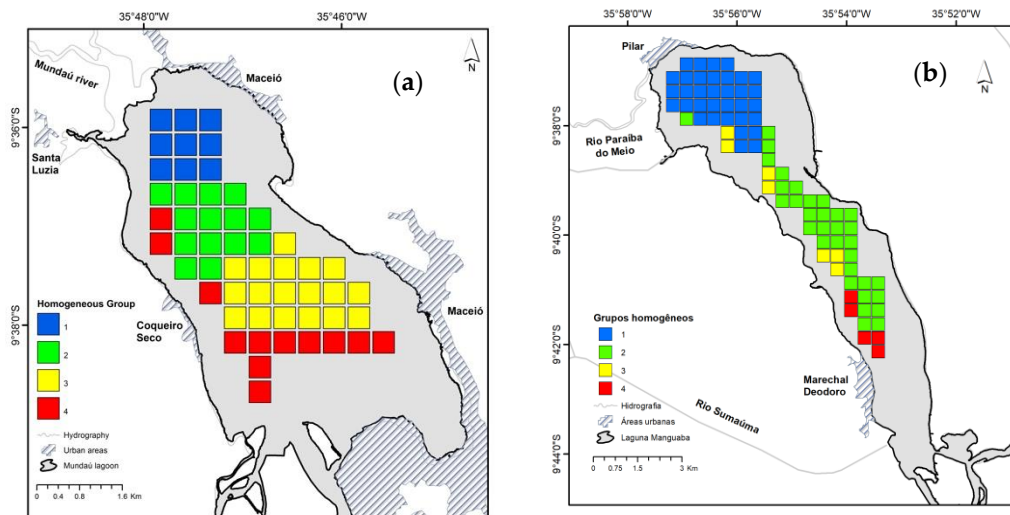 35°48'0"W
35°46'0"W
(a)
N
Mundaú river
Maceió
9°36'0"S
Santa
Luzia
9°38'0"S
Homogeneous Group
1
2
3
4
Coqueiro
Seco
Maceió
Hydrography
Urban areas
Mundaú lagoon
0 0.4 0.8 1.6 Km
35°58'0"W
35°56'0"W
35°54'0"W
35°52'0"W
(b)
N
Pilar
9°38'0"S
Rio Paraíba
do Meio
9°40'0"S
9°42'0"S
9°44'0"S
Grupos homogêneos
1
2
3
4
Marechal
Deodoro
Rio Sumaúma
Hidrografia
Áreas urbanas
Laguna Manguaba
0 0.75 1.5 3 Km